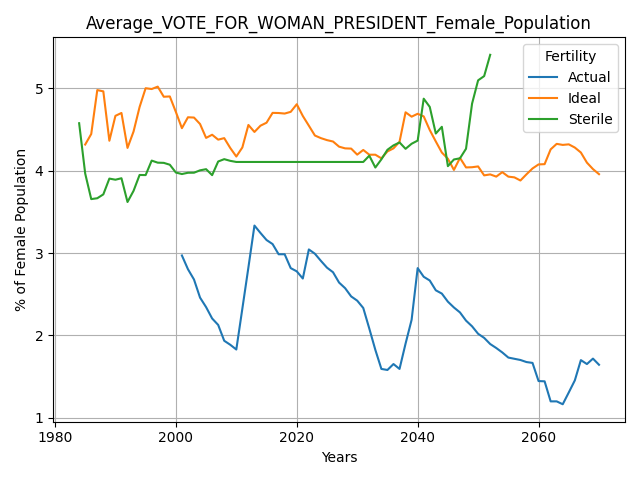 Average_VOTE_FOR_WOMAN_PRESIDENT_Female_Population
Fertility
Actual
Ideal
Sterile
% of Female Population
5
4
3
2
1
1980 2000 2020 2040 2060
Years